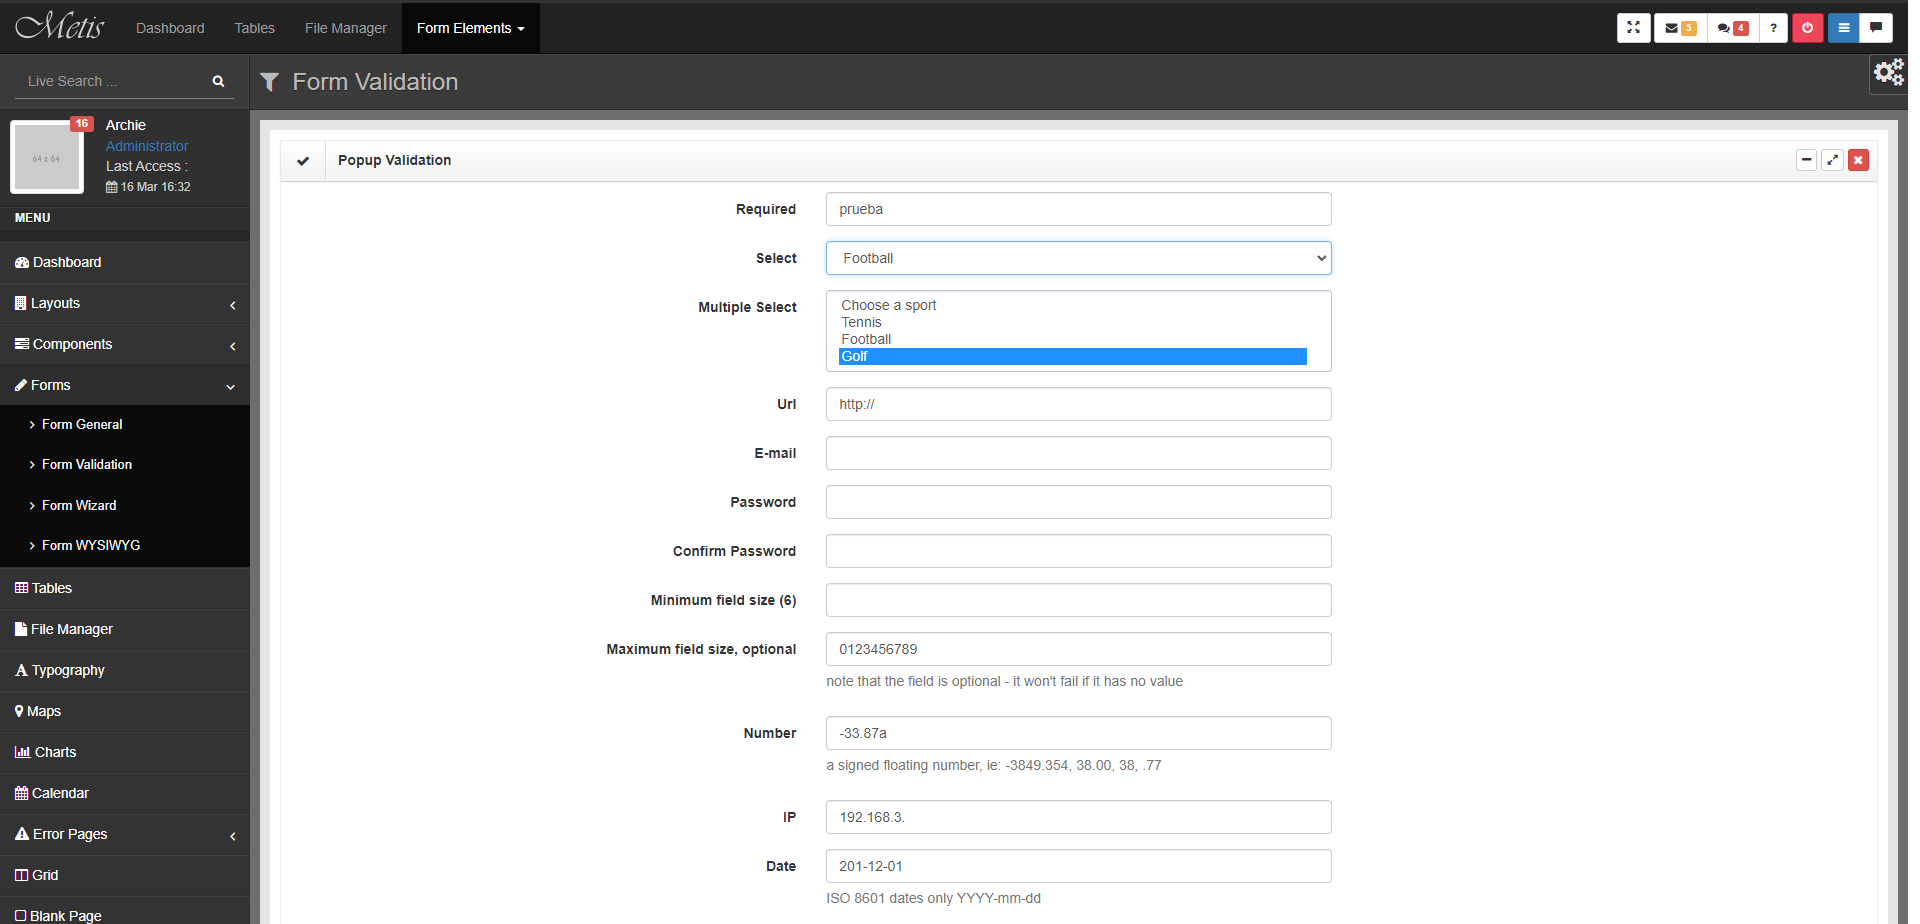 Metis Dashboard Tables File Manager Form Elements 5 4 ?
Live Search ...
Form Validation
64 x 64
16
Archie
Administrator
Last Access :
16 Mar 16:32
MENU
Dashboard
Layouts
Components
Forms
Form General
Form Validation
Form Wizard
Form WYSIWYG
Tables
File Manager
Typography
Maps
Charts
Calendar
Error Pages
Grid
Blank Page
Popup Validation
Required prueba
Select Football
Multiple Select Choose a sport
Tennis
Football
Golf
Url http://
E-mail
Password
Confirm Password
Minimum field size (6)
Maximum field size, optional 0123456789
note that the field is optional - it won't fail if it has no value
Number -33.87a
a signed floating number, ie: -3849.354, 38.00, 38, .77
IP 192.168.3.
Date 201-12-01
ISO 8601 dates only YYYY-mm-dd